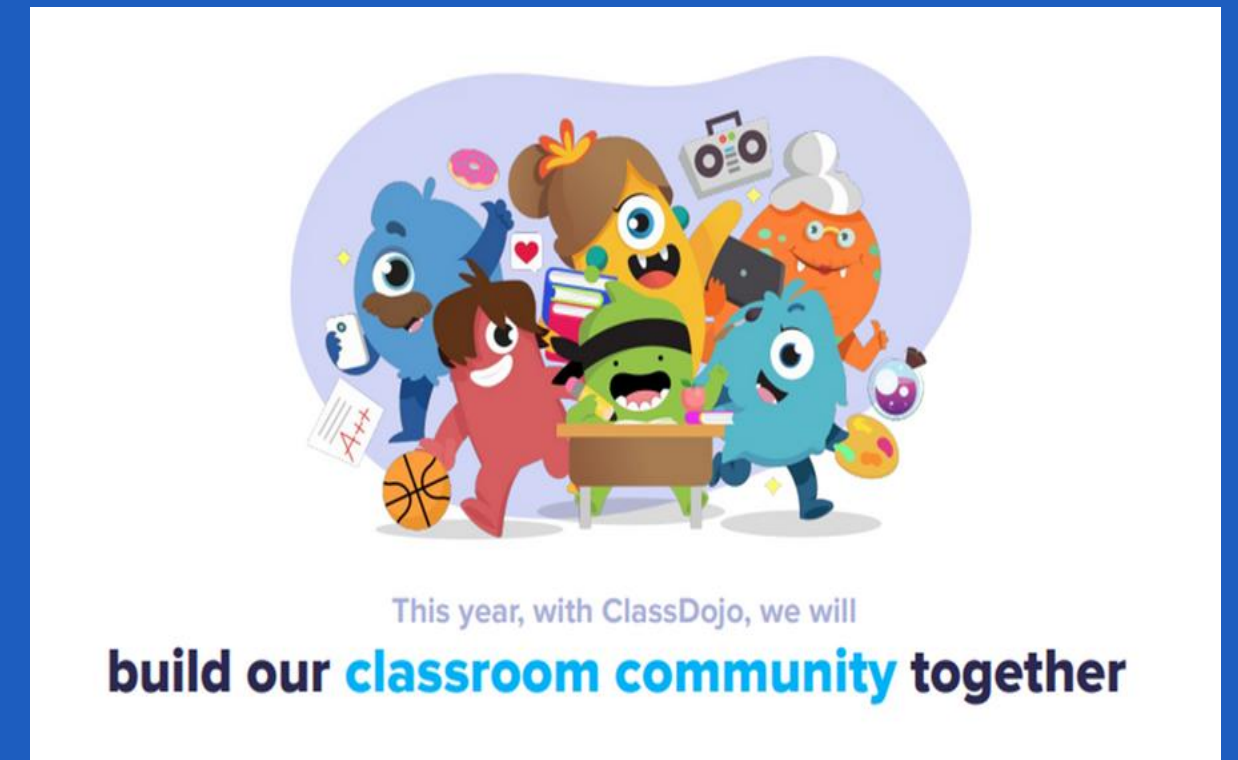 A++
This year, with ClassDojo, we will
build our classroom community together